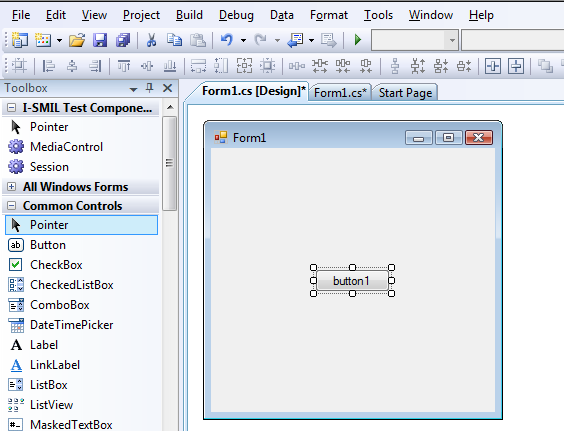 File Edit View Project Build Debug Data Format Tools Window Help
Toolbox
Form1.cs [Design]* Form1.cs* Start Page
I-SMIL Test Compone...
Pointer
MediaControl
Session
All Windows Forms
Common Controls
Pointer
ab Button
CheckBox
CheckedListBox
ComboBox
DateTimePicker
A Label
A LinkLabel
ListBox
ListView
MaskedTextBox
Form1
button1